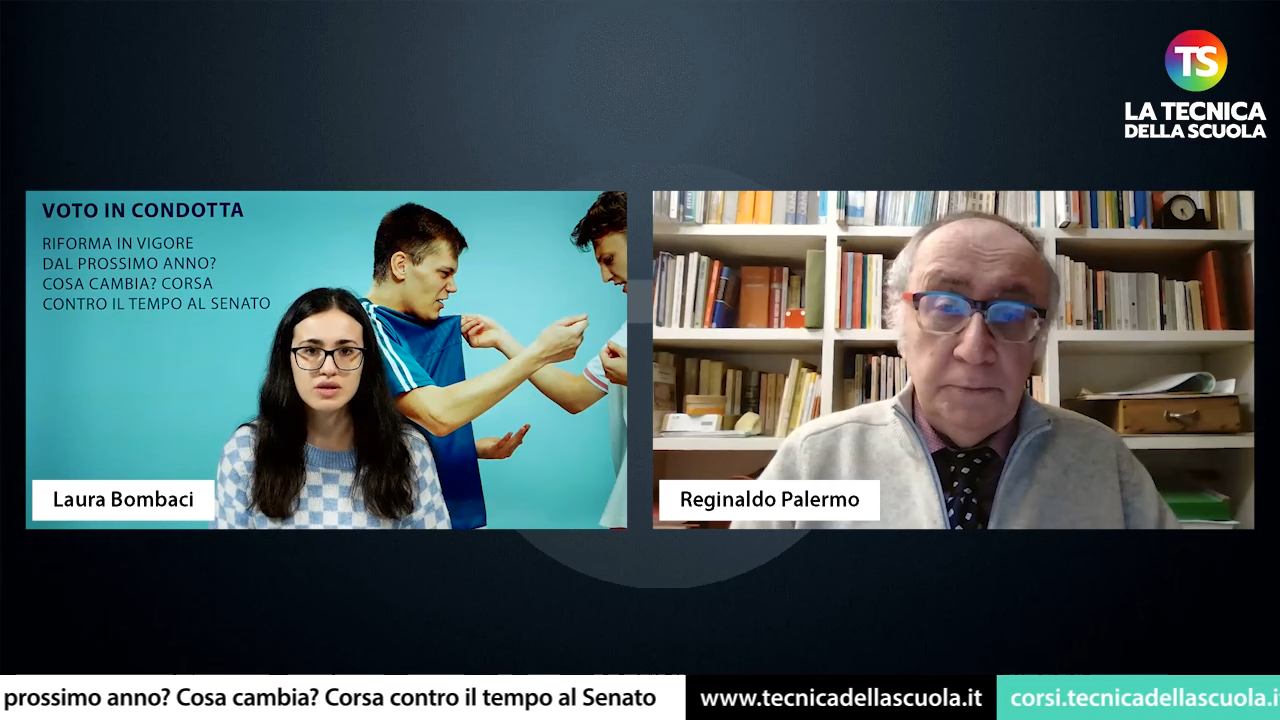 TS
LA TECNICA
DELLA SCUOLA
VOTO IN CONDOTTA
RIFORMA IN VIGORE
DAL PROSSIMO ANNO?
COSA CAMBIA? CORSA
CONTRO IL TEMPO AL SENATO
Laura Bombaci
Reginaldo Palermo
prossimo anno? Cosa cambia? Corsa contro il tempo al Senato
www.tecnicadellascuola.it
corsi.tecnicadellascuola.i